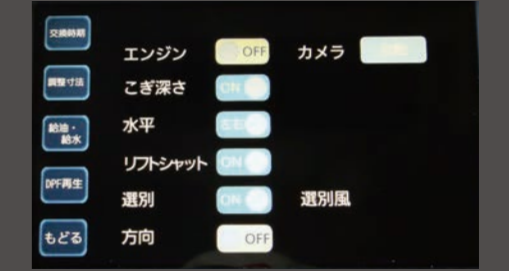 交換時期
エンジン OFF カメラ
調整寸法
こぎ深さ ON
給油・
給水
水平
リフトシャット ON
DPF再生
選別 ON 選別風
もどる
方向 OFF